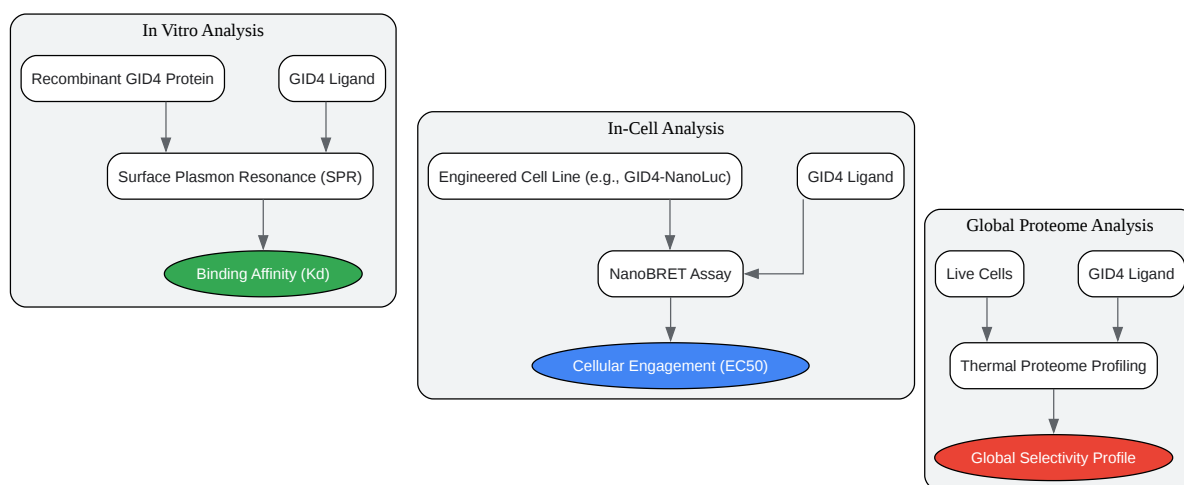 In Vitro Analysis
Recombinant GID4 Protein
GID4 Ligand
Surface Plasmon Resonance (SPR)
Binding Affinity (Kd)
In-Cell Analysis
Engineered Cell Line (e.g., GID4-NanoLuc)
GID4 Ligand
NanoBRET Assay
Cellular Engagement (EC50)
Global Proteome Analysis
Live Cells
GID4 Ligand
Thermal Proteome Profiling
Global Selectivity Profile